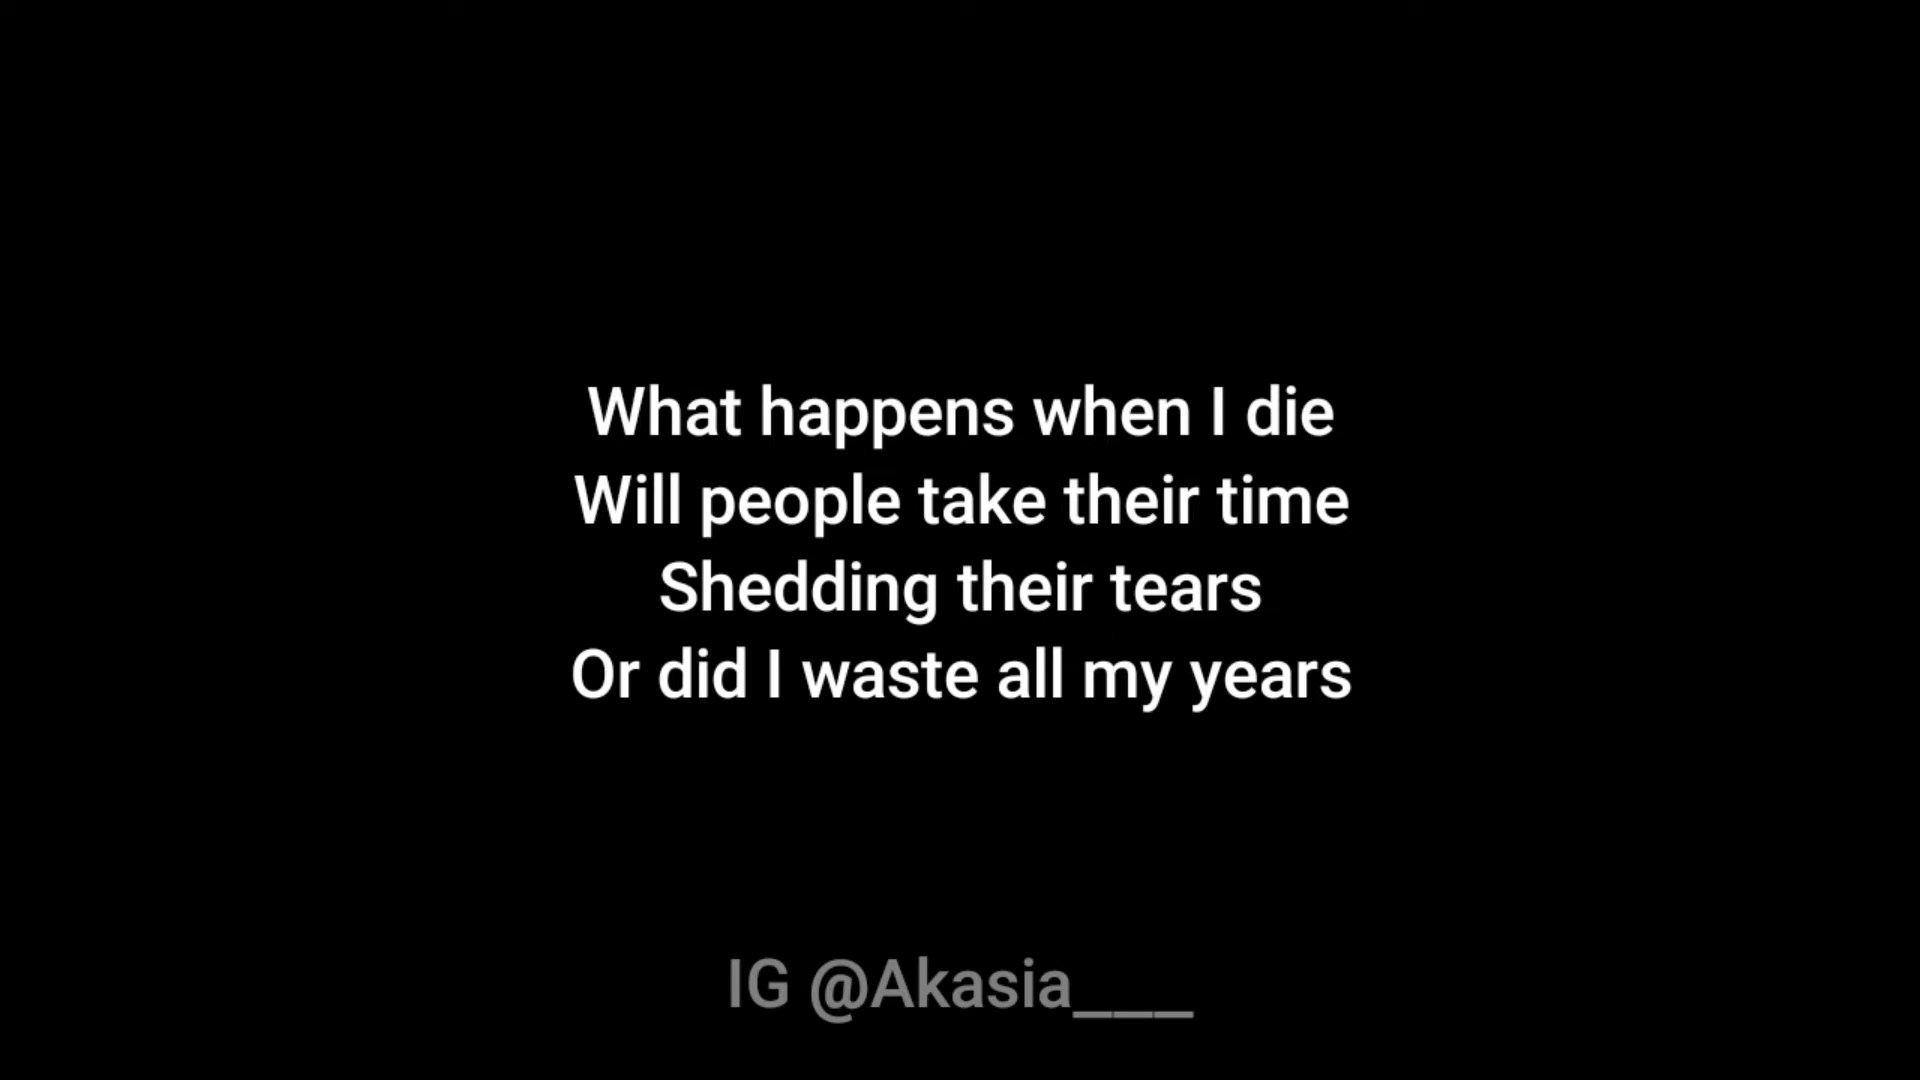 What happens when I die
Will people take their time
Shedding their tears
Or did I waste all my years
IG @Akasia___